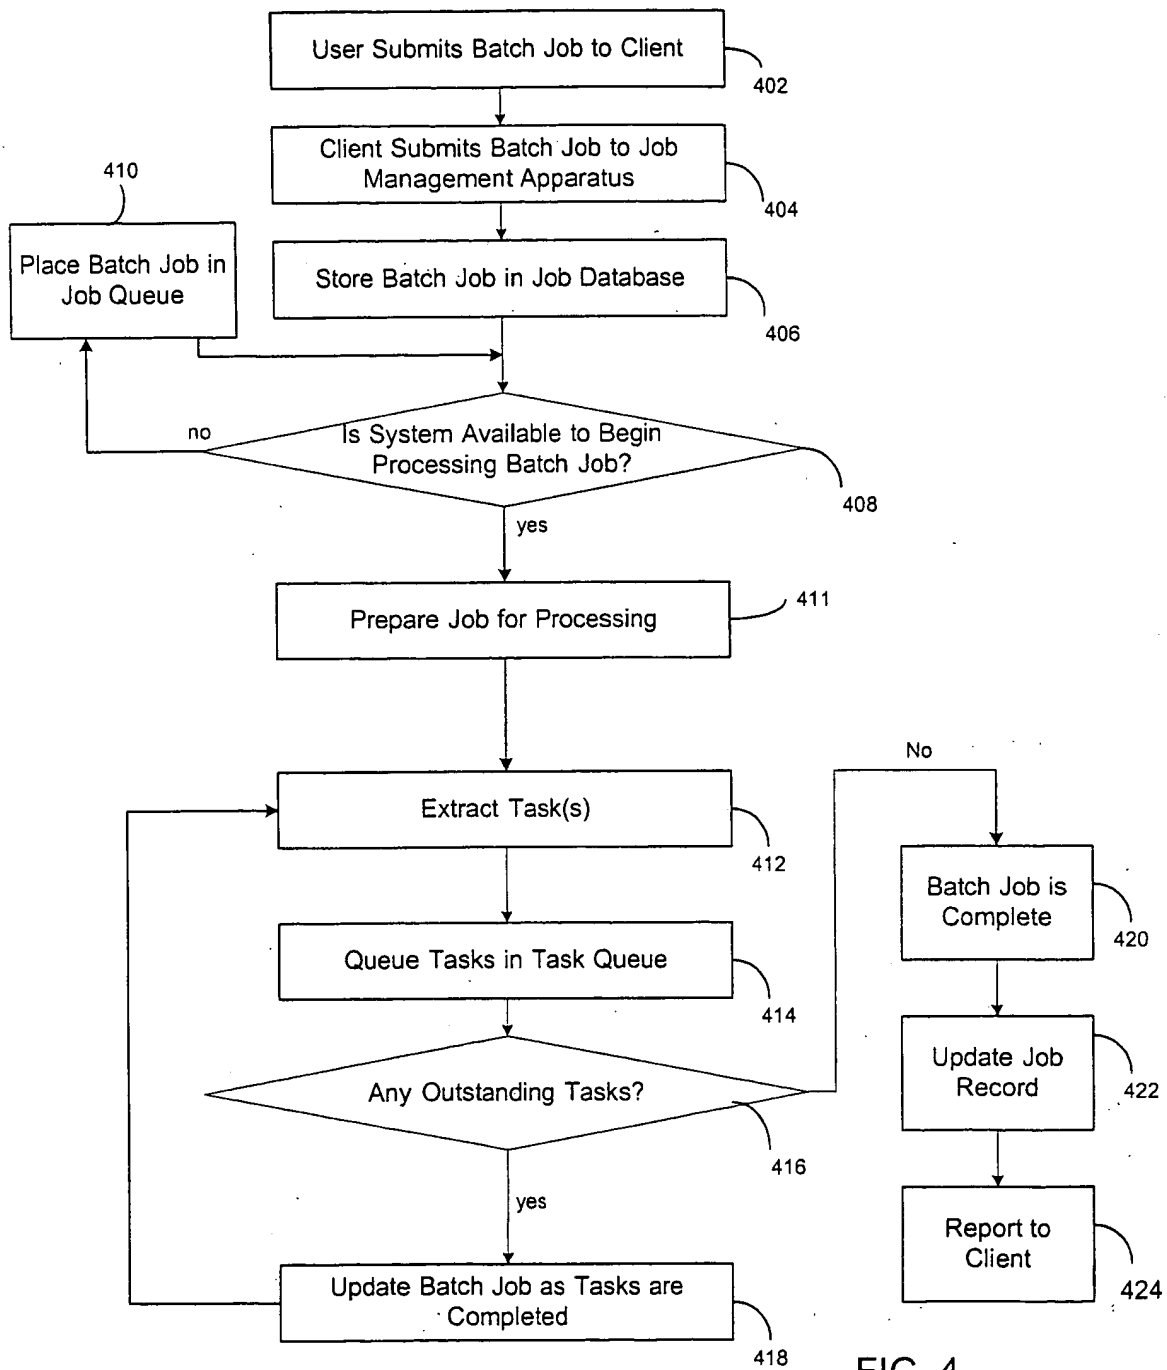 User Submits Batch Job to Client
402
Client Submits Batch Job to Job
Management Apparatus
404
410
Place Batch Job in
Job Queue
Store Batch Job in Job Database
406
no
Is System Available to Begin
Processing Batch Job?
408
yes
Prepare Job for Processing
411
No
Extract Task(s)
412
Batch Job is
Complete
420
Queue Tasks in Task Queue
414
Update Job
Record
422
Any Outstanding Tasks?
416
yes
Report to
Client
424
Update Batch Job as Tasks are
Completed
418
FIG. 4